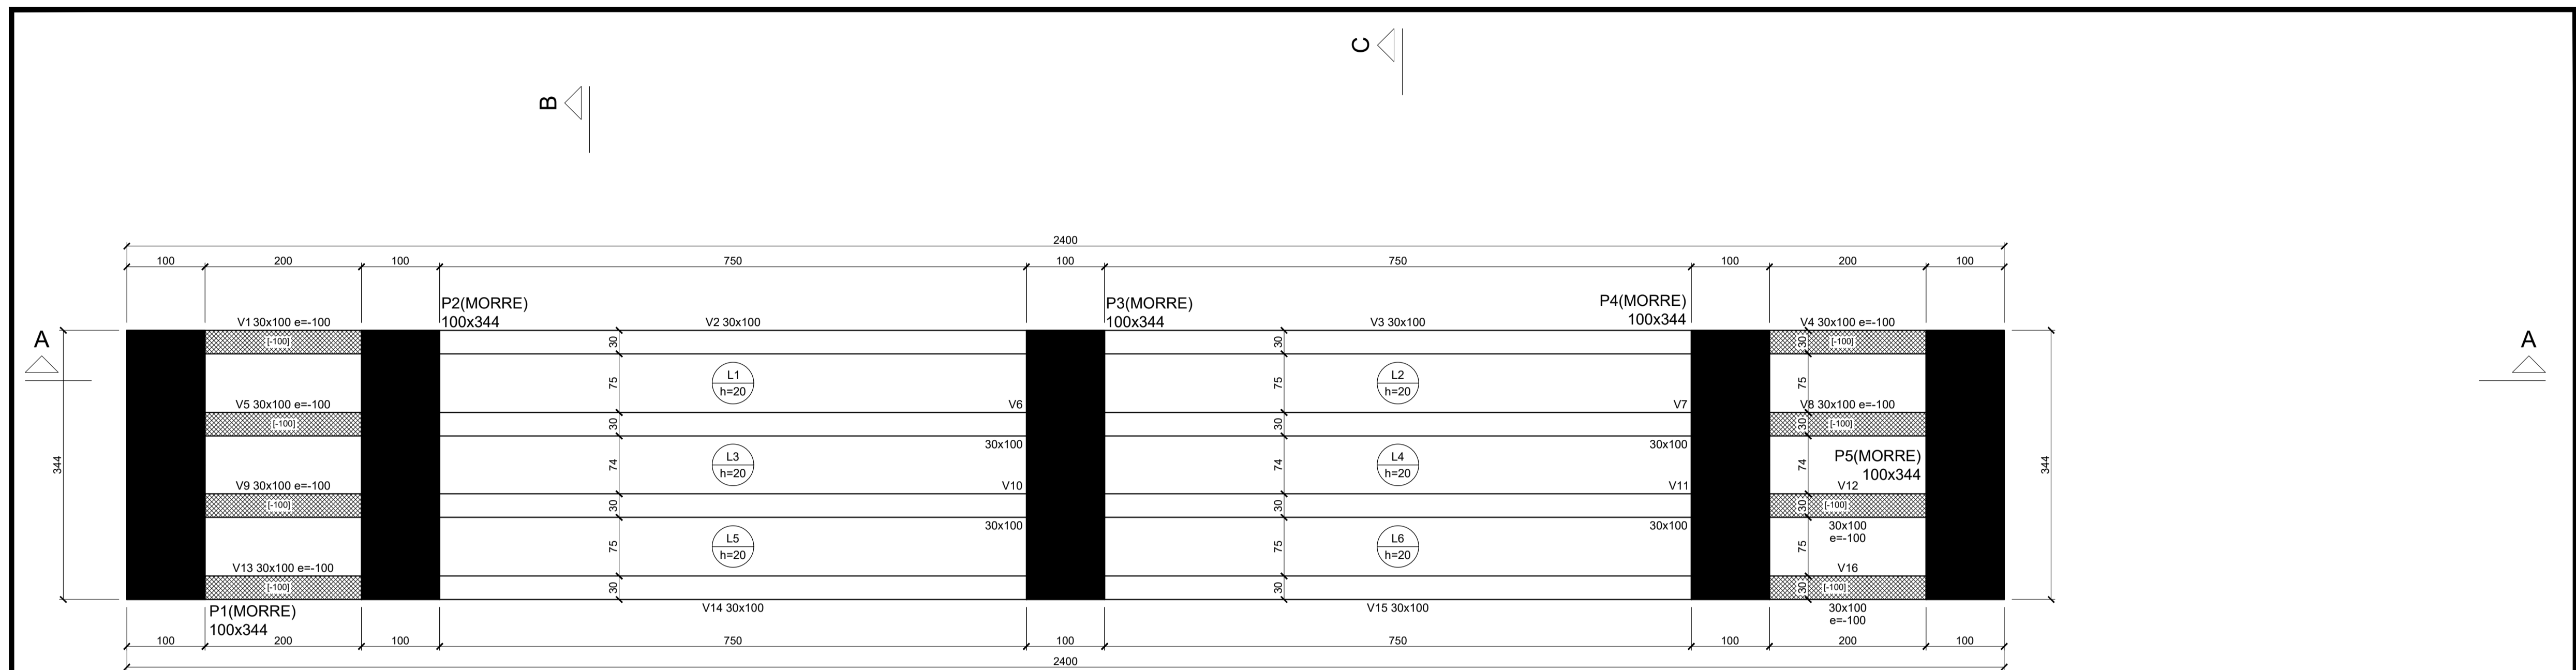 C
B
2400
100 200 100 750 100 750 100 200 100
P2(MORRE)
100x344
P3(MORRE)
100x344
P4(MORRE)
100x344
V1 30x100 e=-100
V2 30x100
V3 30x100
V4 30x100 e=-100
A
A
[-100]
30
30
30
[-100]
L1
h=20
L2
h=20
75
75
75
V5 30x100 e=-100
V6
V7
V8 30x100 e=-100
[-100]
30
30
30
[-100]
30x100
30x100
344
L3
h=20
L4
h=20
74
74
74
P5(MORRE)
100x344
344
V9 30x100 e=-100
V10
V11
V12
[-100]
30
30
30
[-100]
30x100
30x100
30x100
e=-100
L5
h=20
L6
h=20
75
75
75
V13 30x100 e=-100
V16
[-100]
30
30
30
[-100]
P1(MORRE)
100x344
V14 30x100
V15 30x100
30x100
e=-100
100 200 100 750 100 750 100 200 100
2400